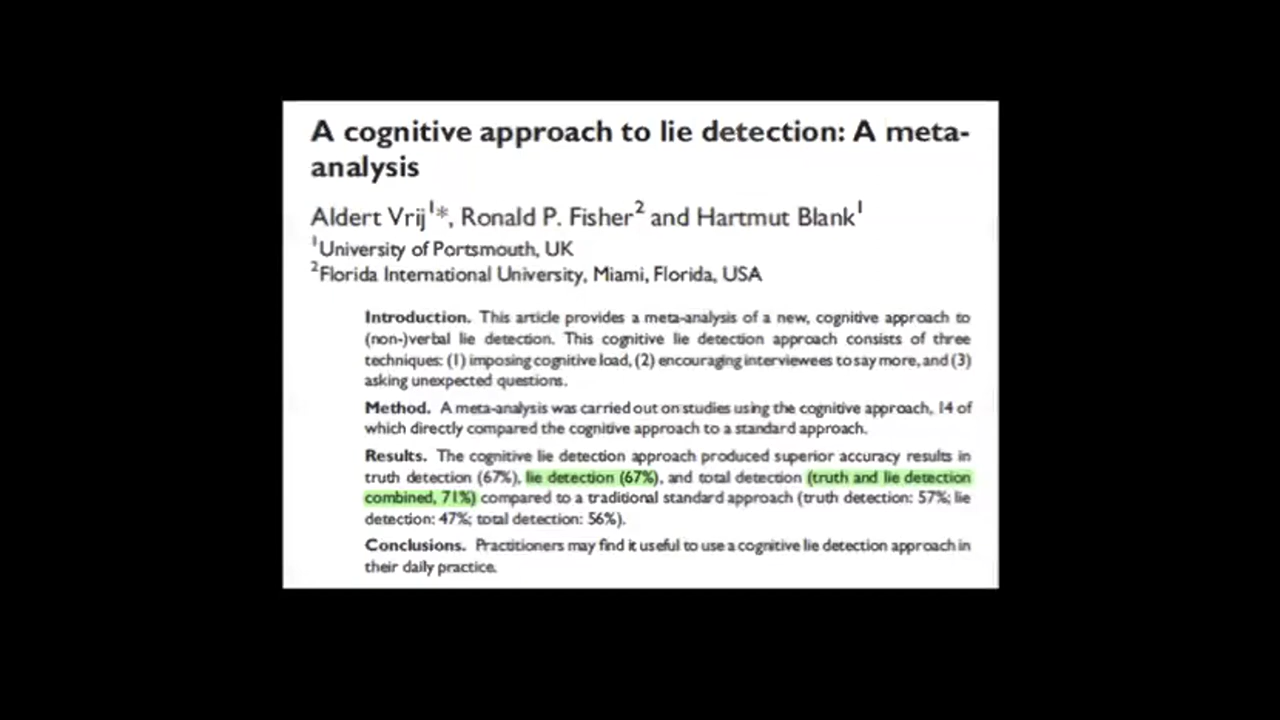 A cognitive approach to lie detection: A meta-
analysis
Aldert Vrij¹*, Ronald P. Fisher² and Hartmut Blank¹
¹University of Portsmouth, UK
²Florida International University, Miami, Florida, USA
Introduction. This article provides a meta-analysis of a new, cognitive approach to
(non-)verbal lie detection. This cognitive lie detection approach consists of three
techniques: (1) imposing cognitive load, (2) encouraging interviewees to say more, and (3)
asking unexpected questions.
Method. A meta-analysis was carried out on studies using the cognitive approach, 14 of
which directly compared the cognitive approach to a standard approach.
Results. The cognitive lie detection approach produced superior accuracy results in
truth detection (67%), lie detection (67%), and total detection (truth and lie detection
combined, 71%) compared to a traditional standard approach (truth detection: 57%; lie
detection: 47%; total detection: 56%).
Conclusions. Practitioners may find it useful to use a cognitive lie detection approach in
their daily practice.